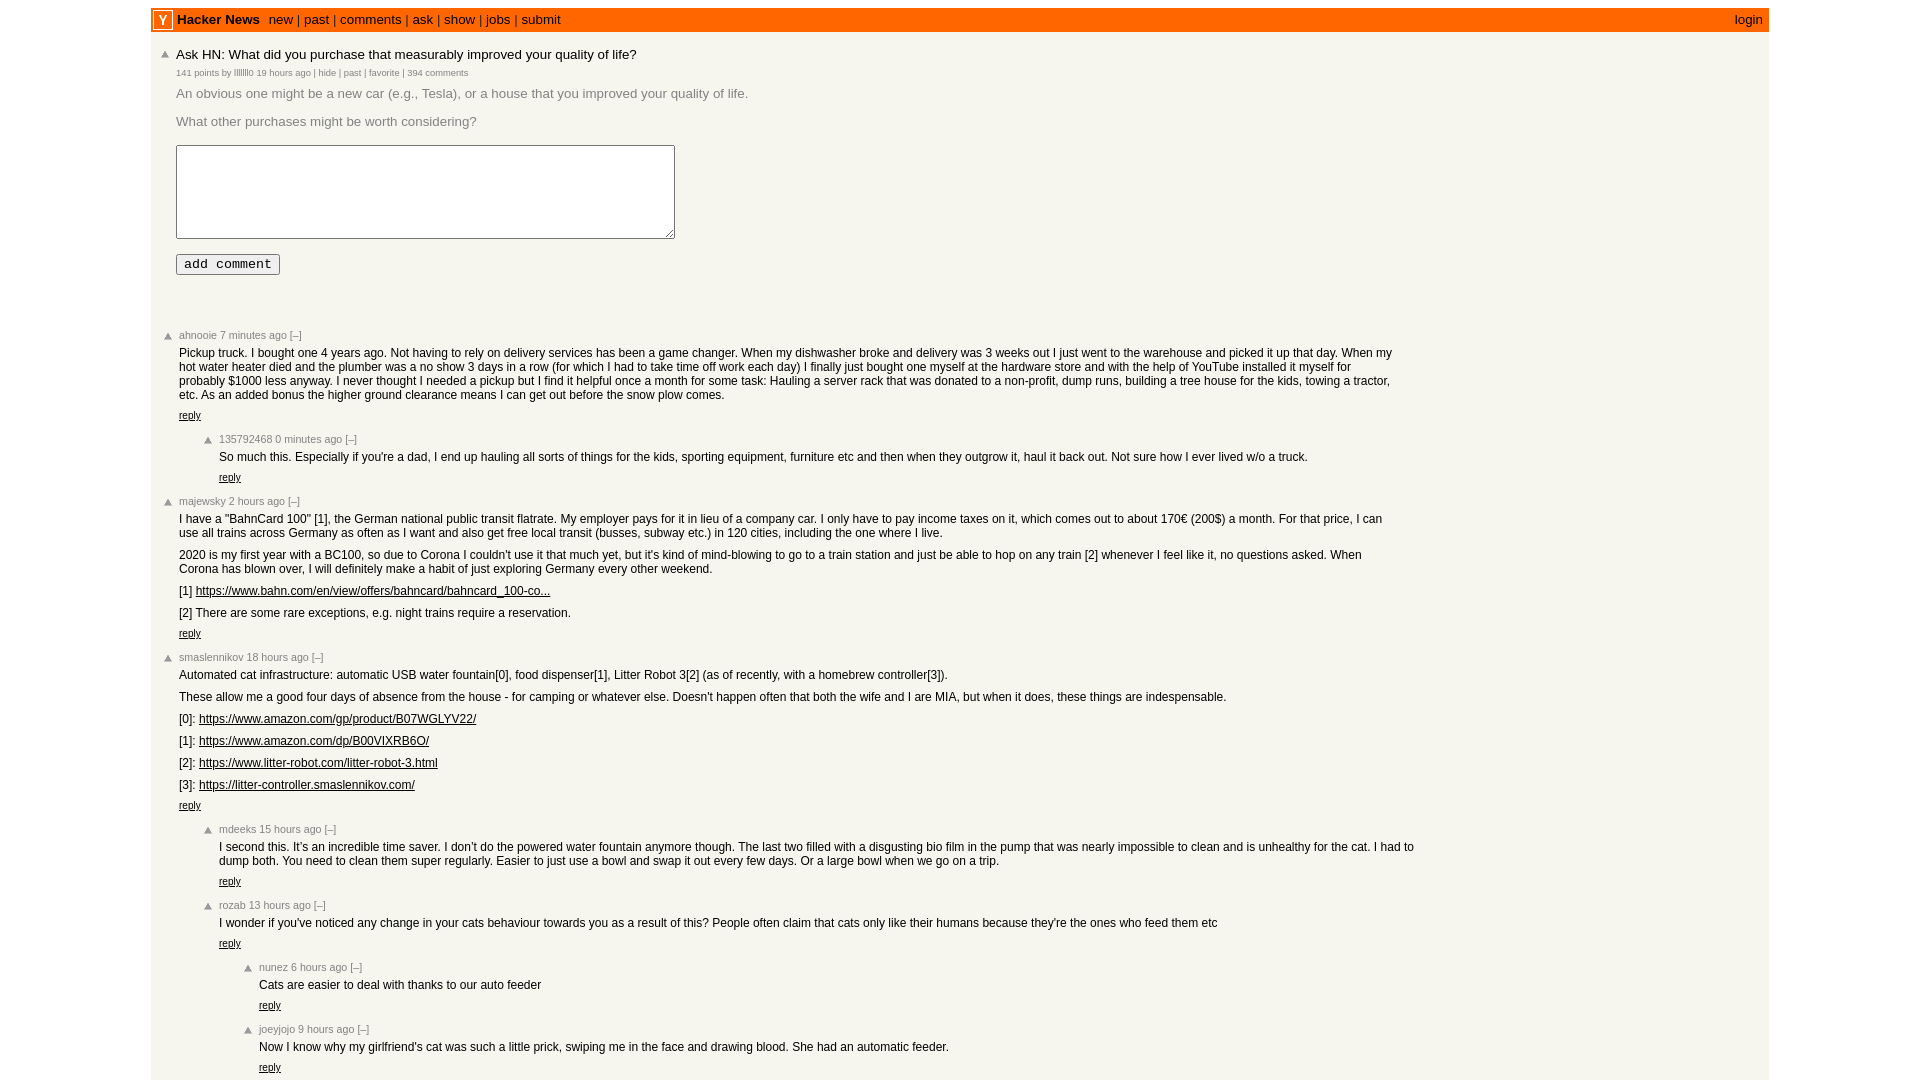 Y Hacker News new | past | comments | ask | show | jobs | submit login
Ask HN: What did you purchase that measurably improved your quality of life?
141 points by lllllll0 19 hours ago | hide | past | favorite | 394 comments
An obvious one might be a new car (e.g., Tesla), or a house that you improved your quality of life.
What other purchases might be worth considering?
add comment
ahnooie 7 minutes ago [–]
Pickup truck. I bought one 4 years ago. Not having to rely on delivery services has been a game changer. When my dishwasher broke and delivery was 3 weeks out I just went to the warehouse and picked it up that day. When my
hot water heater died and the plumber was a no show 3 days in a row (for which I had to take time off work each day) I finally just bought one myself at the hardware store and with the help of YouTube installed it myself for
probably $1000 less anyway. I never thought I needed a pickup but I find it helpful once a month for some task: Hauling a server rack that was donated to a non-profit, dump runs, building a tree house for the kids, towing a tractor,
etc. As an added bonus the higher ground clearance means I can get out before the snow plow comes.
reply
135792468 0 minutes ago [–]
So much this. Especially if you're a dad, I end up hauling all sorts of things for the kids, sporting equipment, furniture etc and then when they outgrow it, haul it back out. Not sure how I ever lived w/o a truck.
reply
majewsky 2 hours ago [–]
I have a "BahnCard 100" [1], the German national public transit flatrate. My employer pays for it in lieu of a company car. I only have to pay income taxes on it, which comes out to about 170€ (200$) a month. For that price, I can
use all trains across Germany as often as I want and also get free local transit (busses, subway etc.) in 120 cities, including the one where I live.
2020 is my first year with a BC100, so due to Corona I couldn't use it that much yet, but it's kind of mind-blowing to go to a train station and just be able to hop on any train [2] whenever I feel like it, no questions asked. When
Corona has blown over, I will definitely make a habit of just exploring Germany every other weekend.
[1] https://www.bahn.com/en/view/offers/bahncard/bahncard_100-co...
[2] There are some rare exceptions, e.g. night trains require a reservation.
reply
smaslennikov 18 hours ago [–]
Automated cat infrastructure: automatic USB water fountain[0], food dispenser[1], Litter Robot 3[2] (as of recently, with a homebrew controller[3]).
These allow me a good four days of absence from the house - for camping or whatever else. Doesn't happen often that both the wife and I are MIA, but when it does, these things are indespensable.
[0]: https://www.amazon.com/gp/product/B07WGLYV22/
[1]: https://www.amazon.com/dp/B00VIXRB6O/
[2]: https://www.litter-robot.com/litter-robot-3.html
[3]: https://litter-controller.smaslennikov.com/
reply
mdeeks 15 hours ago [–]
I second this. It’s an incredible time saver. I don’t do the powered water fountain anymore though. The last two filled with a disgusting bio film in the pump that was nearly impossible to clean and is unhealthy for the cat. I had to
dump both. You need to clean them super regularly. Easier to just use a bowl and swap it out every few days. Or a large bowl when we go on a trip.
reply
rozab 13 hours ago [–]
I wonder if you've noticed any change in your cats behaviour towards you as a result of this? People often claim that cats only like their humans because they're the ones who feed them etc
reply
nunez 6 hours ago [–]
Cats are easier to deal with thanks to our auto feeder
reply
joeyjojo 9 hours ago [–]
Now I know why my girlfriend's cat was such a little prick, swiping me in the face and drawing blood. She had an automatic feeder.
reply